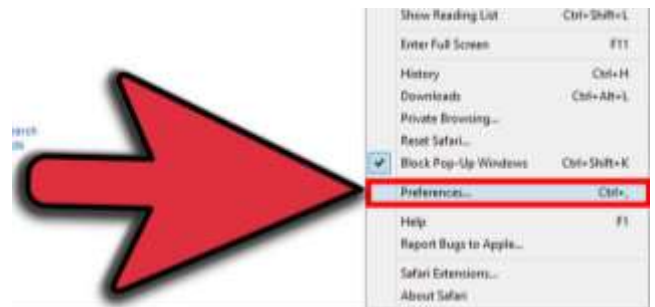 Show Reading List Ctrl+Shift+L
Enter Full Screen F11
History Ctrl+H
Downloads Ctrl+Alt+L
Private Browsing...
Reset Safari...
Block Pop-Up Windows Ctrl+Shift+K
Preferences... Ctrl+,
Help F1
Report Bugs to Apple...
Safari Extensions...
About Safari